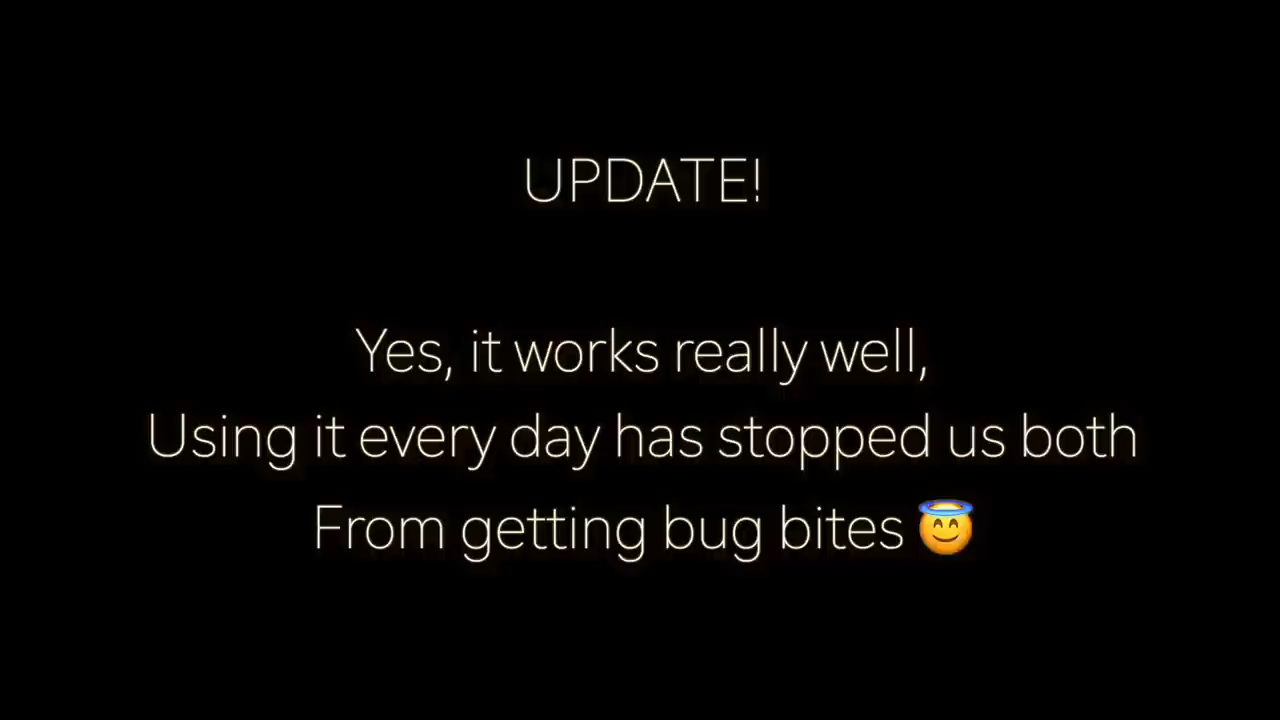 UPDATE!
Yes, it works really well,
Using it every day has stopped us both
From getting bug bites 😇